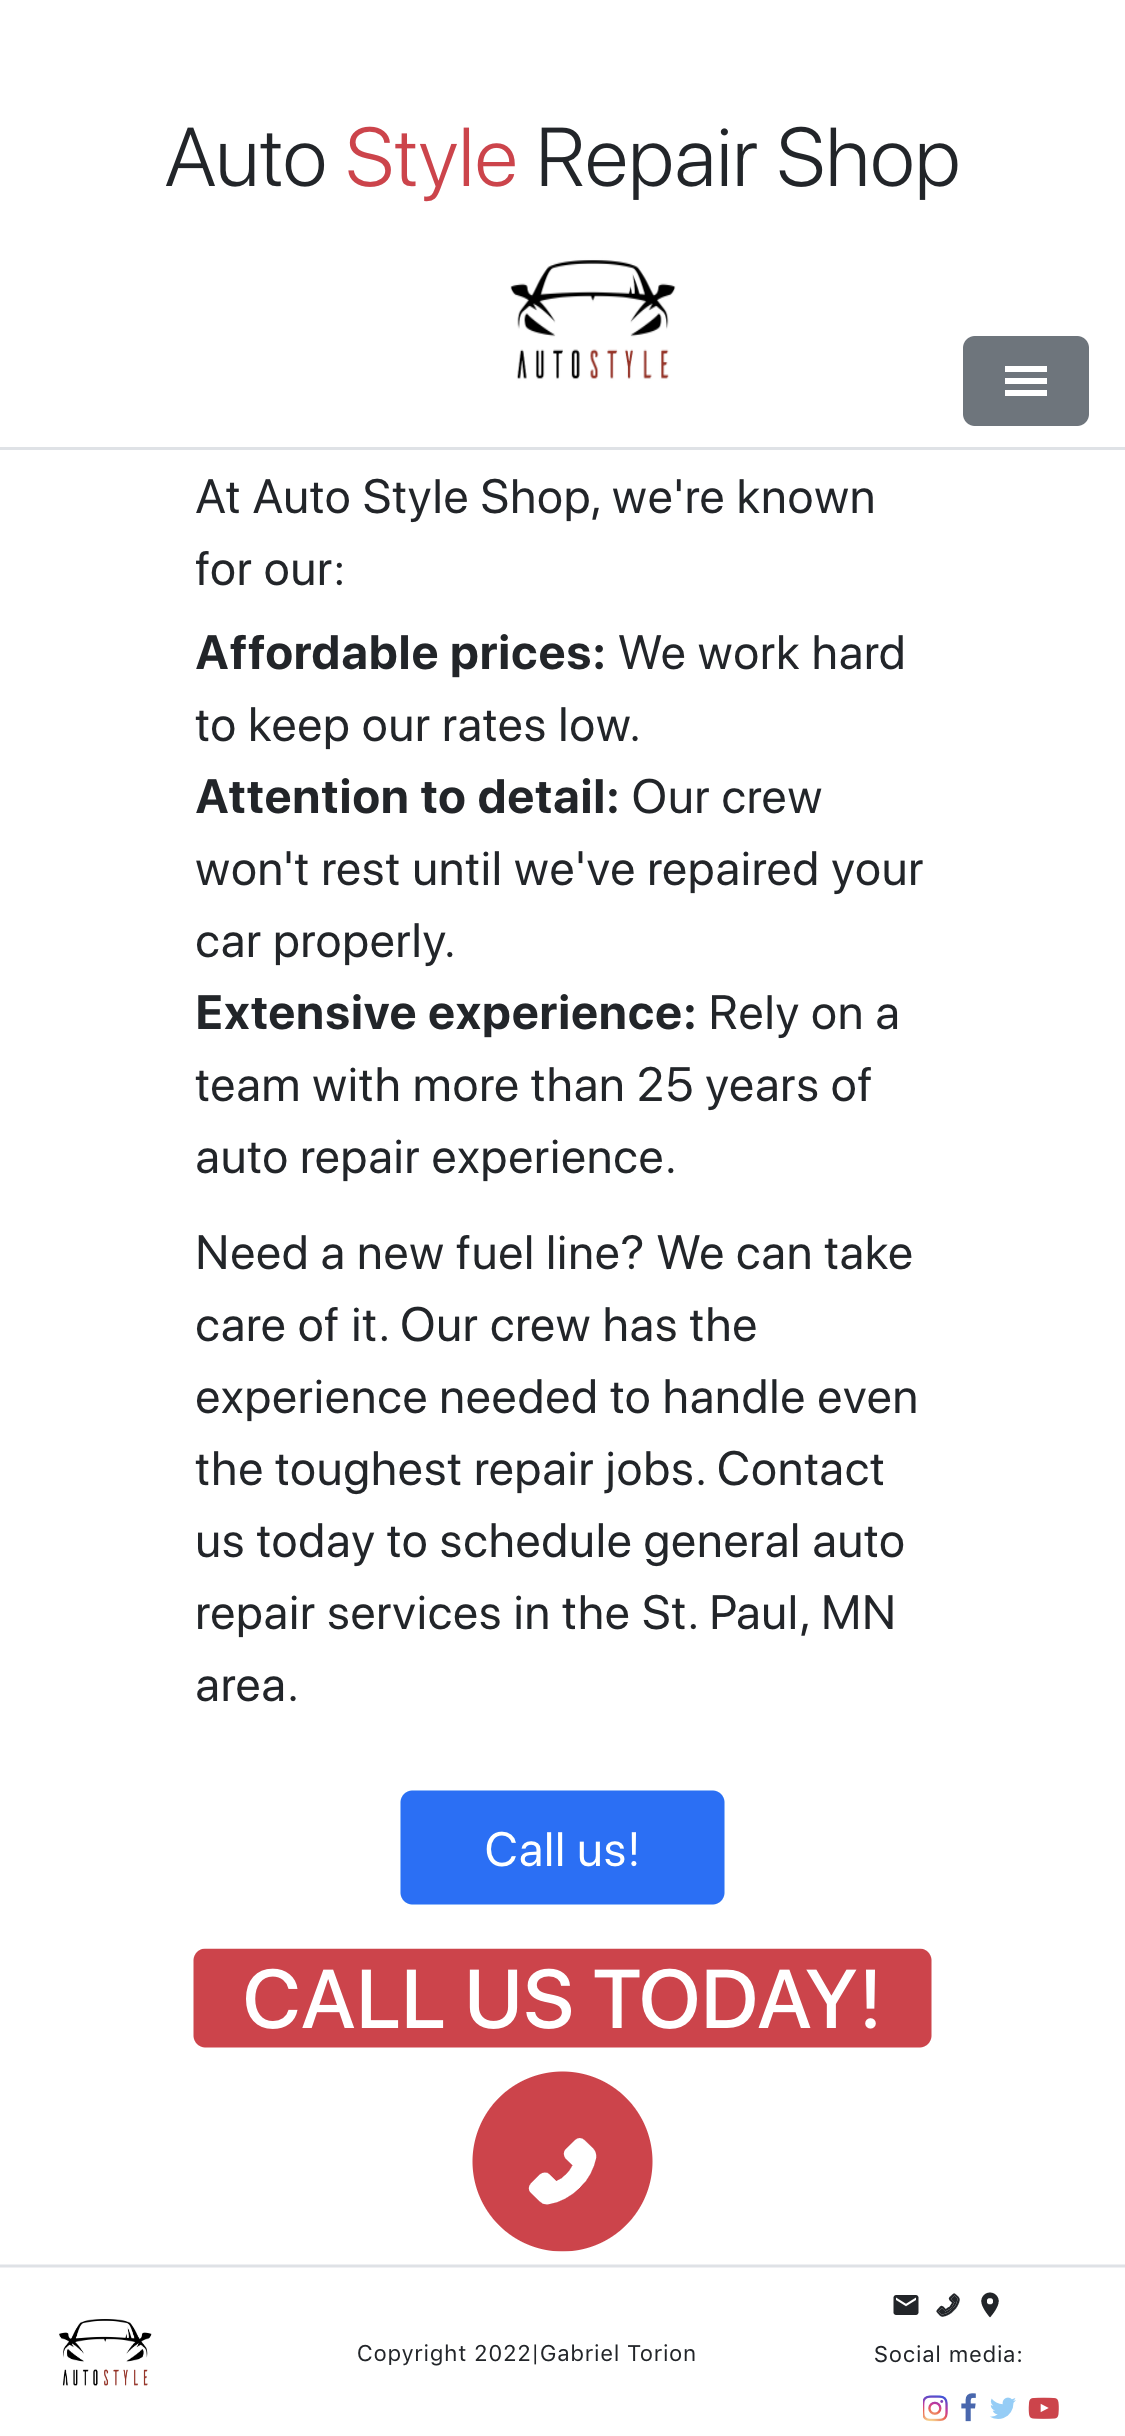 Auto Style Repair Shop
AUTOSTYLE
At Auto Style Shop, we're known
for our:
Affordable prices: We work hard
to keep our rates low.
Attention to detail: Our crew
won't rest until we've repaired your
car properly.
Extensive experience: Rely on a
team with more than 25 years of
auto repair experience.
Need a new fuel line? We can take
care of it. Our crew has the
experience needed to handle even
the toughest repair jobs. Contact
us today to schedule general auto
repair services in the St. Paul, MN
area.
Call us!
CALL US TODAY!
AUTOSTYLE
Copyright 2022|Gabriel Torion
Social media: